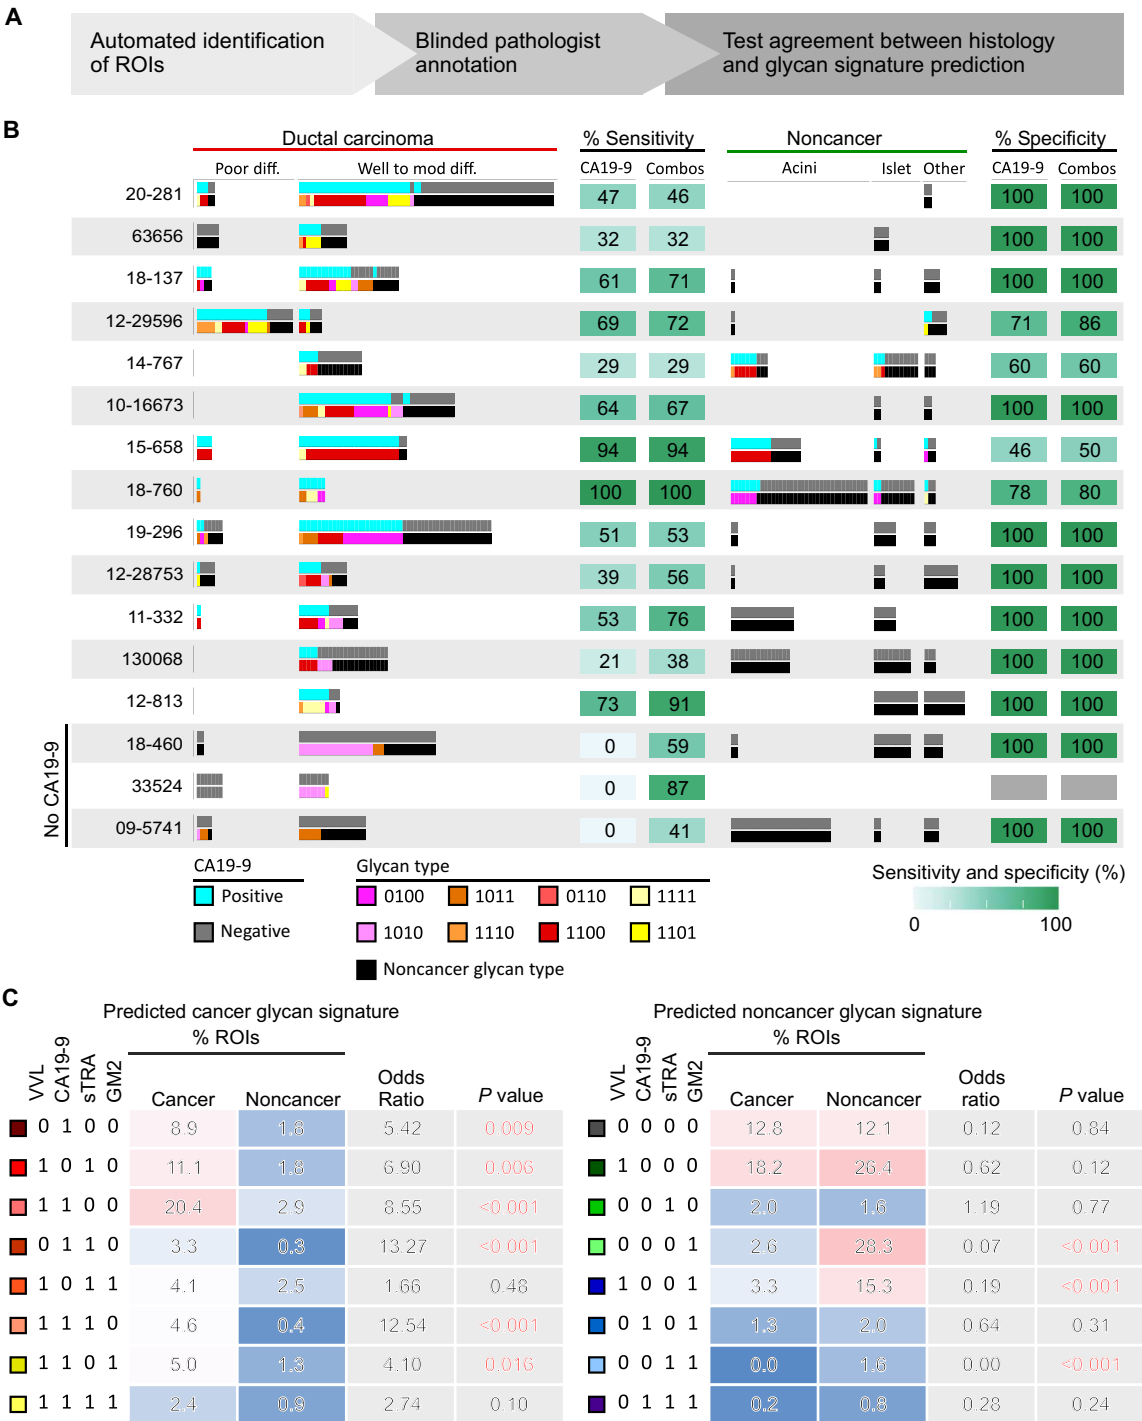 A
Automated identification
of ROIs
Blinded pathologist
annotation
Test agreement between histology
and glycan signature prediction
B
Ductal carcinoma
% Sensitivity
Noncancer
% Specificity
Poor diff.
Well to mod diff.
CA19-9
Combos
Acini
Islet
Other
CA19-9
Combos
20-281
47
46
100
100
63656
32
32
100
100
18-137
61
71
100
100
12-29596
69
72
71
86
14-767
29
29
60
60
10-16673
64
67
100
100
15-658
94
94
46
50
18-760
100
100
78
80
19-296
51
53
100
100
12-28753
39
56
100
100
11-332
53
76
100
100
130068
21
38
100
100
12-813
73
91
100
100
No CA19-9
18-460
0
59
100
100
33524
0
87
09-5741
0
41
100
100
CA19-9
Positive
Negative
Glycan type
0100
1011
0110
1111
1010
1110
1100
1101
Noncancer glycan type
Sensitivity and specificity (%)
0
100
C
Predicted cancer glycan signature
% ROIs
VVL
CA19-9
sTRA
GM2
Cancer
Noncancer
Odds
Ratio
P value
0 1 0 0 8.9 1.8 5.42 0.009
1 0 1 0 11.1 1.8 6.90 0.006
1 1 0 0 20.4 2.9 8.55 <0.001
0 1 1 0 3.3 0.3 13.27 <0.001
1 0 1 1 4.1 2.5 1.66 0.48
1 1 1 0 4.6 0.4 12.54 <0.001
1 1 0 1 5.0 1.3 4.10 0.016
1 1 1 1 2.4 0.9 2.74 0.10
Predicted noncancer glycan signature
% ROIs
VVL
CA19-9
sTRA
GM2
Cancer
Noncancer
Odds
ratio
P value
0 0 0 0 12.8 12.1 0.12 0.84
1 0 0 0 18.2 26.4 0.62 0.12
0 0 1 0 2.0 1.6 1.19 0.77
0 0 0 1 2.6 28.3 0.07 <0.001
1 0 0 1 3.3 15.3 0.19 <0.001
0 1 0 1 1.3 2.0 0.64 0.31
0 0 1 1 0.0 1.6 0.00 <0.001
0 1 1 1 0.2 0.8 0.28 0.24